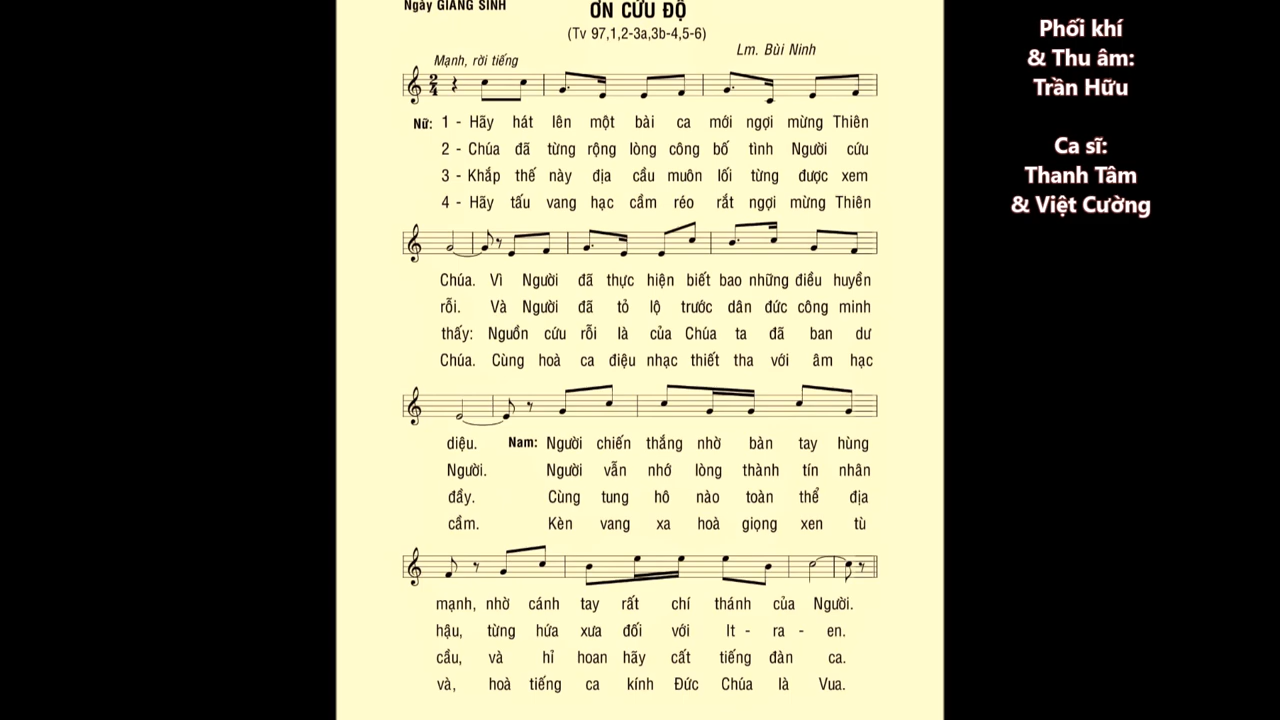 Ngày GIÁNG SINH
ƠN CỨU ĐỘ
(Tv 97,1,2-3a,3b-4,5-6)
Lm. Bùi Ninh
Mạnh, rời tiếng
2
4
Nữ: 1 - Hãy hát lên một bài ca mới ngợi mừng Thiên
2 - Chúa đã từng rộng lòng công bố tình Người cứu
3 - Khắp thế này địa cầu muôn lối từng được xem
4 - Hãy tấu vang hạc cầm réo rắt ngợi mừng Thiên
Chúa. Vì Người đã thực hiện biết bao những điều huyền
rỗi. Và Người đã tỏ lộ trước dân đức công minh
thấy: Nguồn cứu rỗi là của Chúa ta đã ban dư
Chúa. Cùng hoà ca điệu nhạc thiết tha với âm hạc
diệu. Nam: Người chiến thắng nhờ bàn tay hùng
Người. Người vẫn nhớ lòng thành tín nhân
đầy. Cùng tung hô nào toàn thể địa
cầm. Kèn vang xa hoà giọng xen tù
mạnh, nhờ cánh tay rất chí thánh của Người.
hậu, từng hứa xưa đối với It - ra - en.
cầu, và hỉ hoan hãy cất tiếng đàn ca.
và, hoà tiếng ca kính Đức Chúa là Vua.
Phối khí
& Thu âm:
Trần Hữu
Ca sĩ:
Thanh Tâm
& Việt Cường